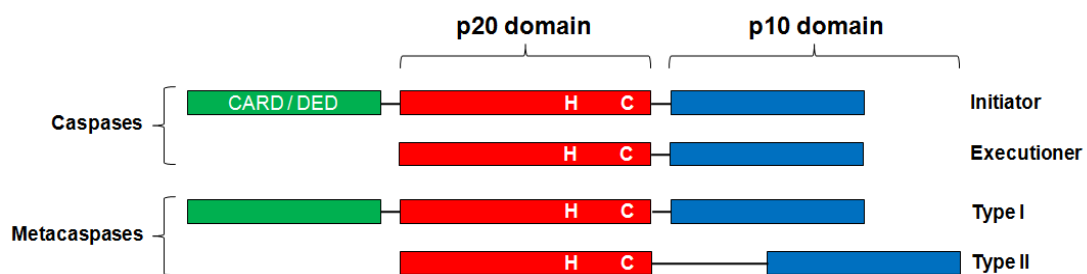 p20 domain p10 domain
CARD / DED H C Initiator
Caspases
H C Executioner
H C Type I
Metacaspases
H C Type II